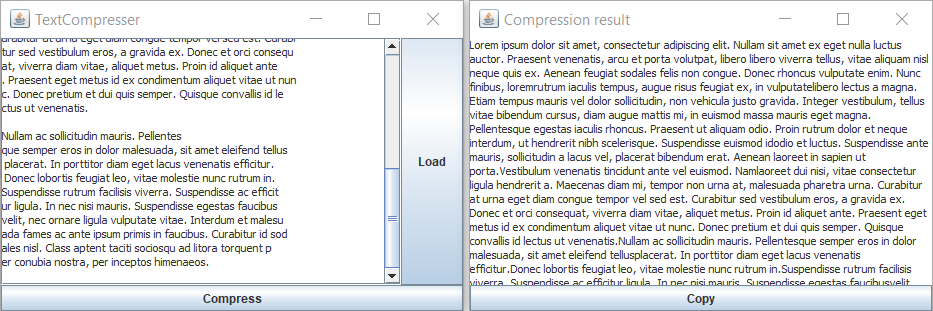 TextCompresser
curabitur at urna eget diam congue tempor vel sed est. Curabi
tur sed vestibulum eros, a gravida ex. Donec et orci consequ
at, viverra diam vitae, aliquet metus. Proin id aliquet ante
. Praesent eget metus id ex condimentum aliquet vitae ut nun
c. Donec pretium et dui quis semper. Quisque convallis id le
ctus ut venenatis.
Nullam ac sollicitudin mauris. Pellentes
que semper eros in dolor malesuada, sit amet eleifend tellus
placerat. In porttitor diam eget lacus venenatis efficitur.
Donec lobortis feugiat leo, vitae molestie nunc rutrum in.
Suspendisse rutrum facilisis viverra. Suspendisse ac efficit
ur ligula. In nec nisi mauris. Suspendisse egestas faucibus
velit, nec ornare ligula vulputate vitae. Interdum et malesu
ada fames ac ante ipsum primis in faucibus. Curabitur id sod
ales nisl. Class aptent taciti sociosqu ad litora torquent p
er conubia nostra, per inceptos himenaeos.
Load
Compress
Compression result
Lorem ipsum dolor sit amet, consectetur adipiscing elit. Nullam sit amet ex eget nulla luctus
auctor. Praesent venenatis, arcu et porta volutpat, libero libero viverra tellus, vitae aliquam nisl
neque quis ex. Aenean feugiat sodales felis non congue. Donec rhoncus vulputate enim. Nunc
finibus, loremrutrum iaculis tempus, augue risus feugiat ex, in vulputatelibero lectus a magna.
Etiam tempus mauris vel dolor sollicitudin, non vehicula justo gravida. Integer vestibulum, tellus
vitae bibendum cursus, diam augue mattis mi, in euismod massa mauris eget magna.
Pellentesque egestas iaculis rhoncus. Praesent ut aliquam odio. Proin rutrum dolor et neque
interdum, ut hendrerit nibh scelerisque. Suspendisse euismod idodio et luctus. Suspendisse ante
mauris, sollicitudin a lacus vel, placerat bibendum erat. Aenean laoreet in sapien ut
porta.Vestibulum venenatis tincidunt ante vel euismod. Namlaoreet dui nisi, vitae consectetur
ligula hendrerit a. Maecenas diam mi, tempor non urna at, malesuada pharetra urna. Curabitur
at urna eget diam congue tempor vel sed est. Curabitur sed vestibulum eros, a gravida ex.
Donec et orci consequat, viverra diam vitae, aliquet metus. Proin id aliquet ante. Praesent eget
metus id ex condimentum aliquet vitae ut nunc. Donec pretium et dui quis semper. Quisque
convallis id lectus ut venenatis.Nullam ac sollicitudin mauris. Pellentesque semper eros in dolor
malesuada, sit amet eleifend tellusplacerat. In porttitor diam eget lacus venenatis
efficitur.Donec lobortis feugiat leo, vitae molestie nunc rutrum in.Suspendisse rutrum facilisis
viverra. Suspendisse ac efficitur ligula. In nec nisi mauris. Suspendisse egestas faucibusvelit,
Copy